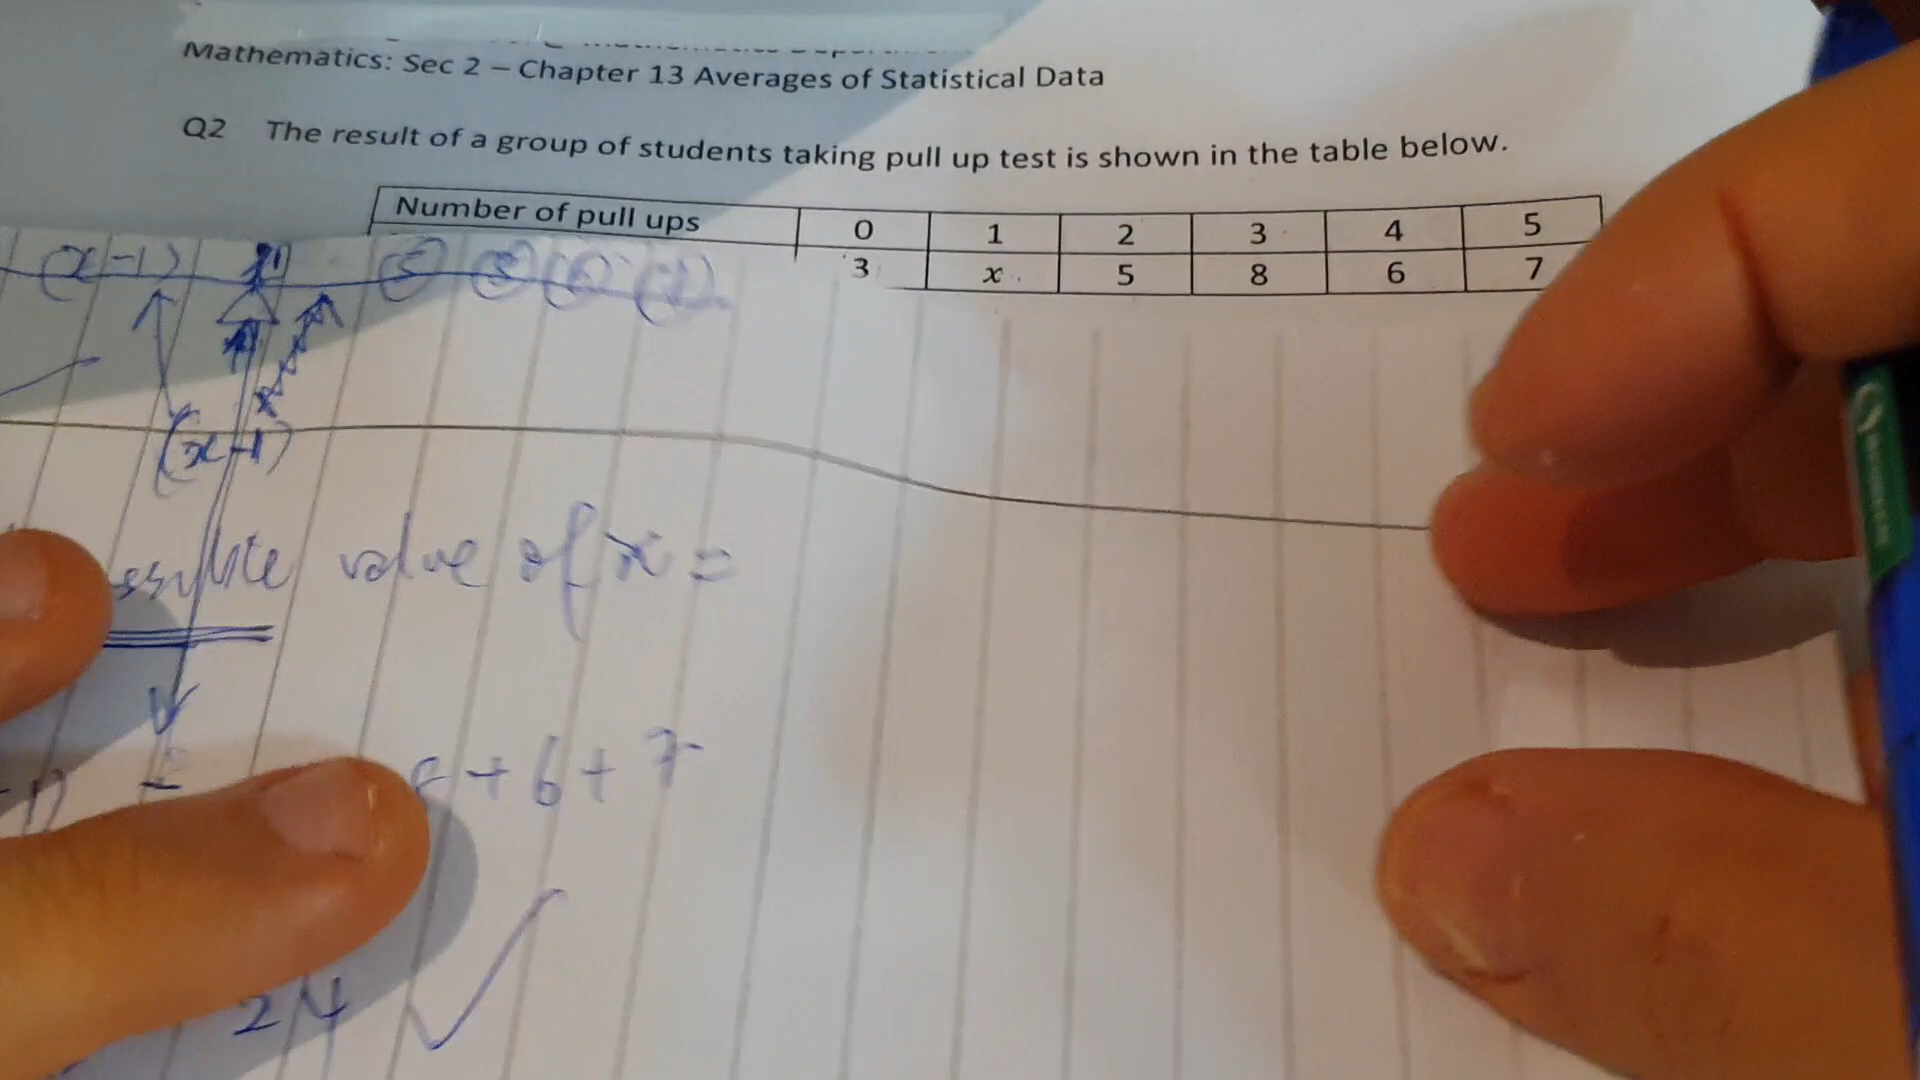 Mathematics: Sec 2 – Chapter 13 Averages of Statistical Data
Q2 The result of a group of students taking pull up test is shown in the table below.
Number of pull ups 0 1 2 3 4 5
3 x 5 8 6 7
(x-1)
(x-1)
value of x =
+ 6 + 7
24